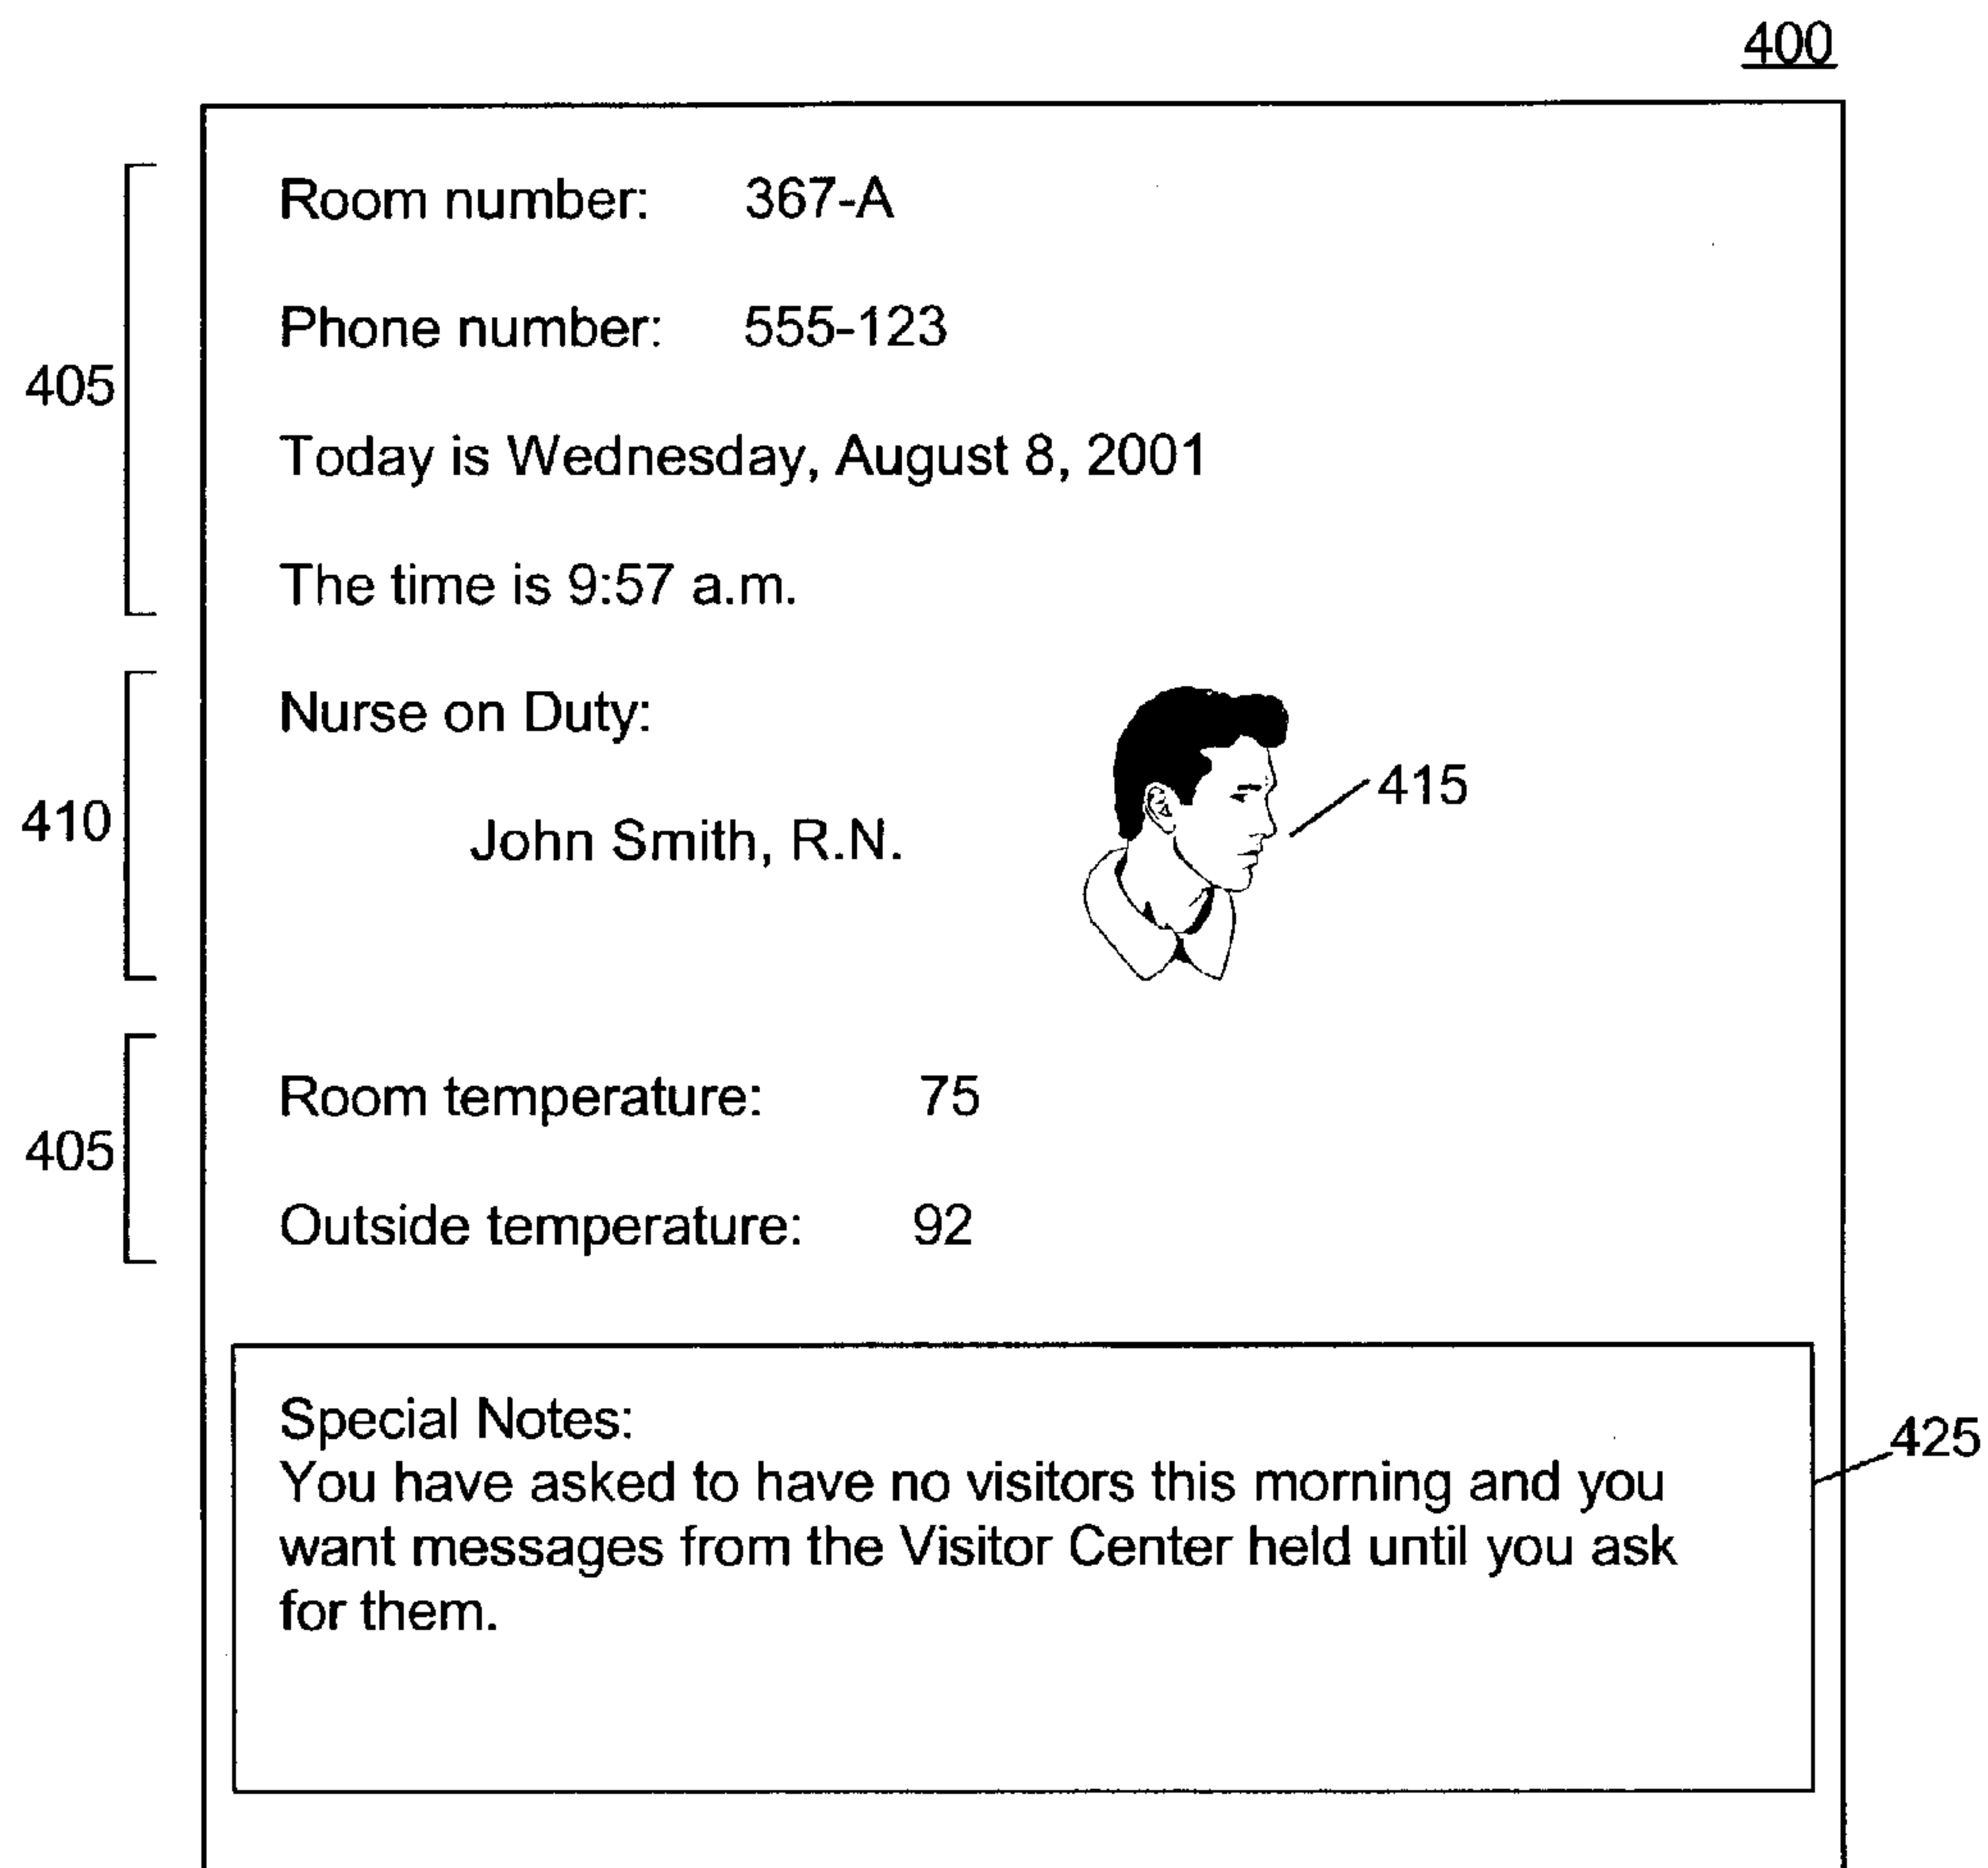 400
Room number: 367-A
Phone number: 555-123
405
Today is Wednesday, August 8, 2001
The time is 9:57 a.m.
Nurse on Duty:
415
410
John Smith, R.N.
Room temperature: 75
405
Outside temperature: 92
Special Notes:
425
You have asked to have no visitors this morning and you
want messages from the Visitor Center held until you ask
for them.